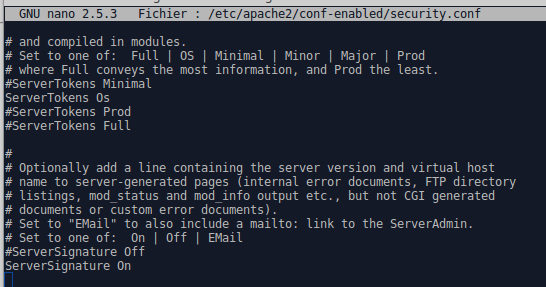 GNU nano 2.5.3 Fichier : /etc/apache2/conf-enabled/security.conf
# and compiled in modules.
# Set to one of:  Full | OS | Minimal | Minor | Major | Prod
# where Full conveys the most information, and Prod the least.
#ServerTokens Minimal
ServerTokens Os
#ServerTokens Prod
#ServerTokens Full
#
# Optionally add a line containing the server version and virtual host
# name to server-generated pages (internal error documents, FTP directory
# listings, mod_status and mod_info output etc., but not CGI generated
# documents or custom error documents).
# Set to "EMail" to also include a mailto: link to the ServerAdmin.
# Set to one of:  On | Off | EMail
#ServerSignature Off
ServerSignature On